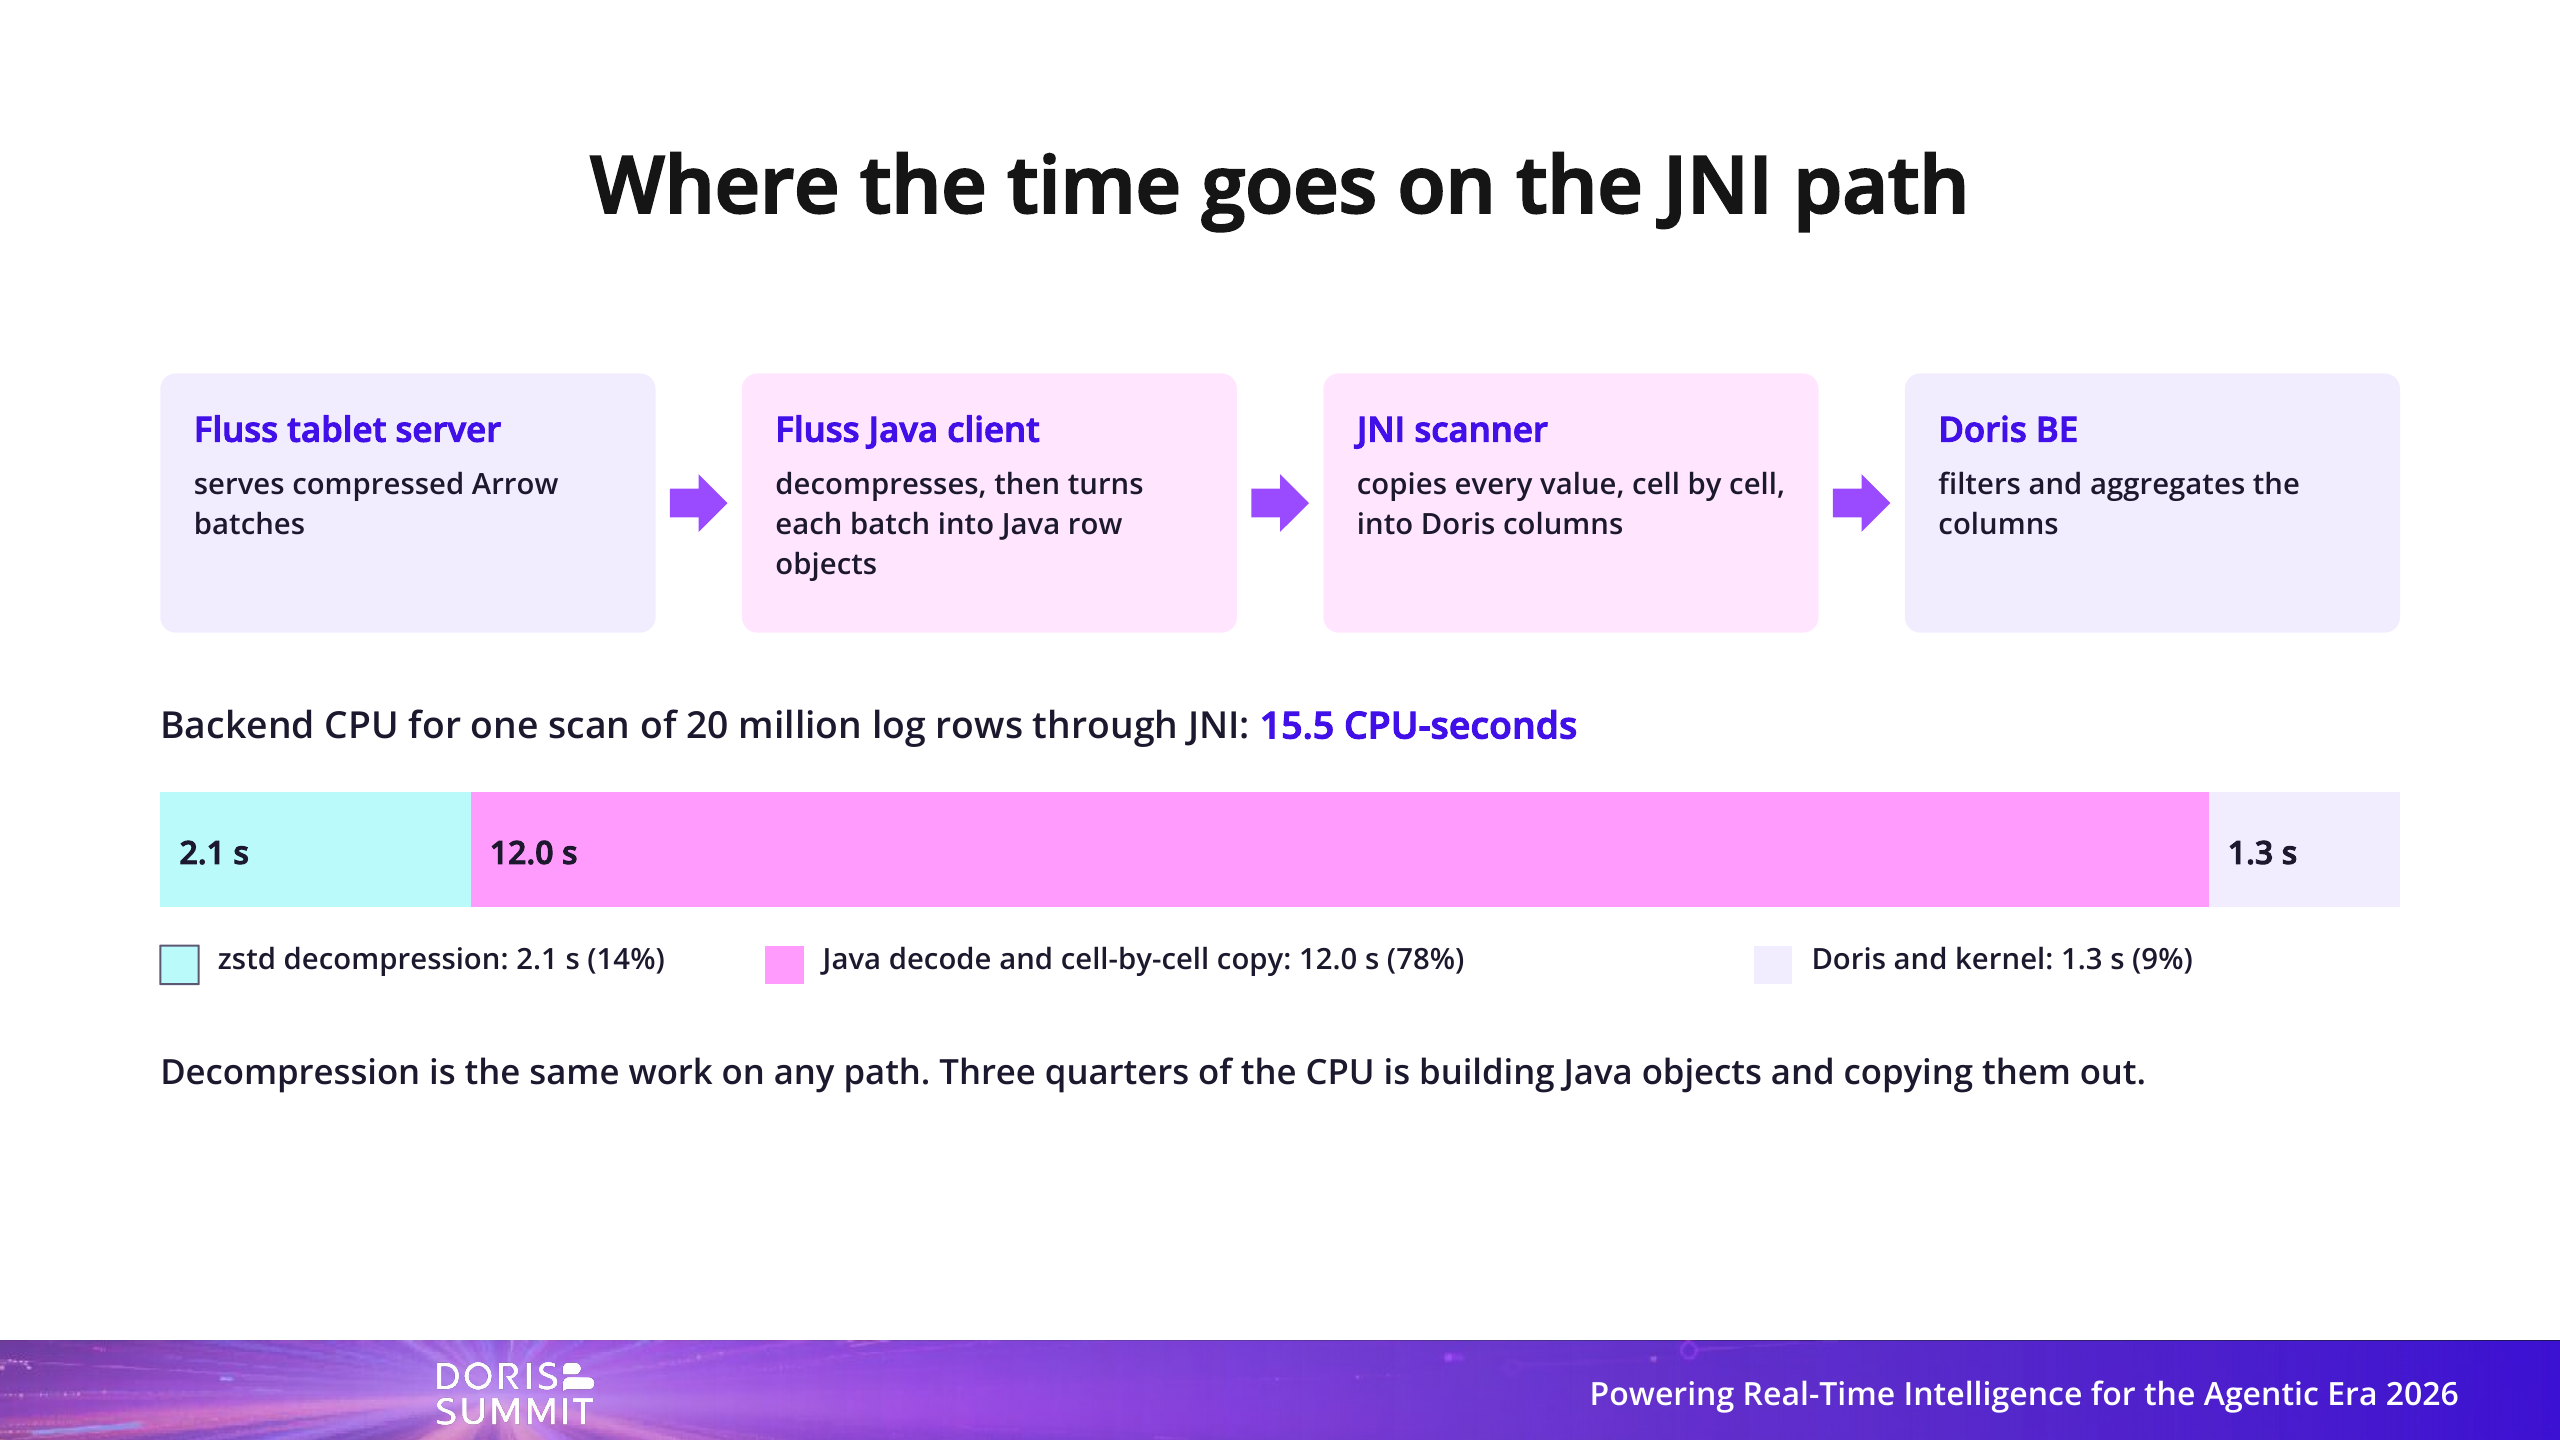 Where the time goes on the JNI path
Fluss tablet server
serves compressed Arrow
batches
Fluss Java client
decompresses, then turns
each batch into Java row
objects
JNI scanner
copies every value, cell by cell,
into Doris columns
Doris BE
filters and aggregates the
columns
Backend CPU for one scan of 20 million log rows through JNI: 15.5 CPU-seconds
2.1 s
12.0 s
1.3 s
zstd decompression: 2.1 s (14%)
Java decode and cell-by-cell copy: 12.0 s (78%)
Doris and kernel: 1.3 s (9%)
Decompression is the same work on any path. Three quarters of the CPU is building Java objects and copying them out.
DORIS
SUMMIT
Powering Real-Time Intelligence for the Agentic Era 2026